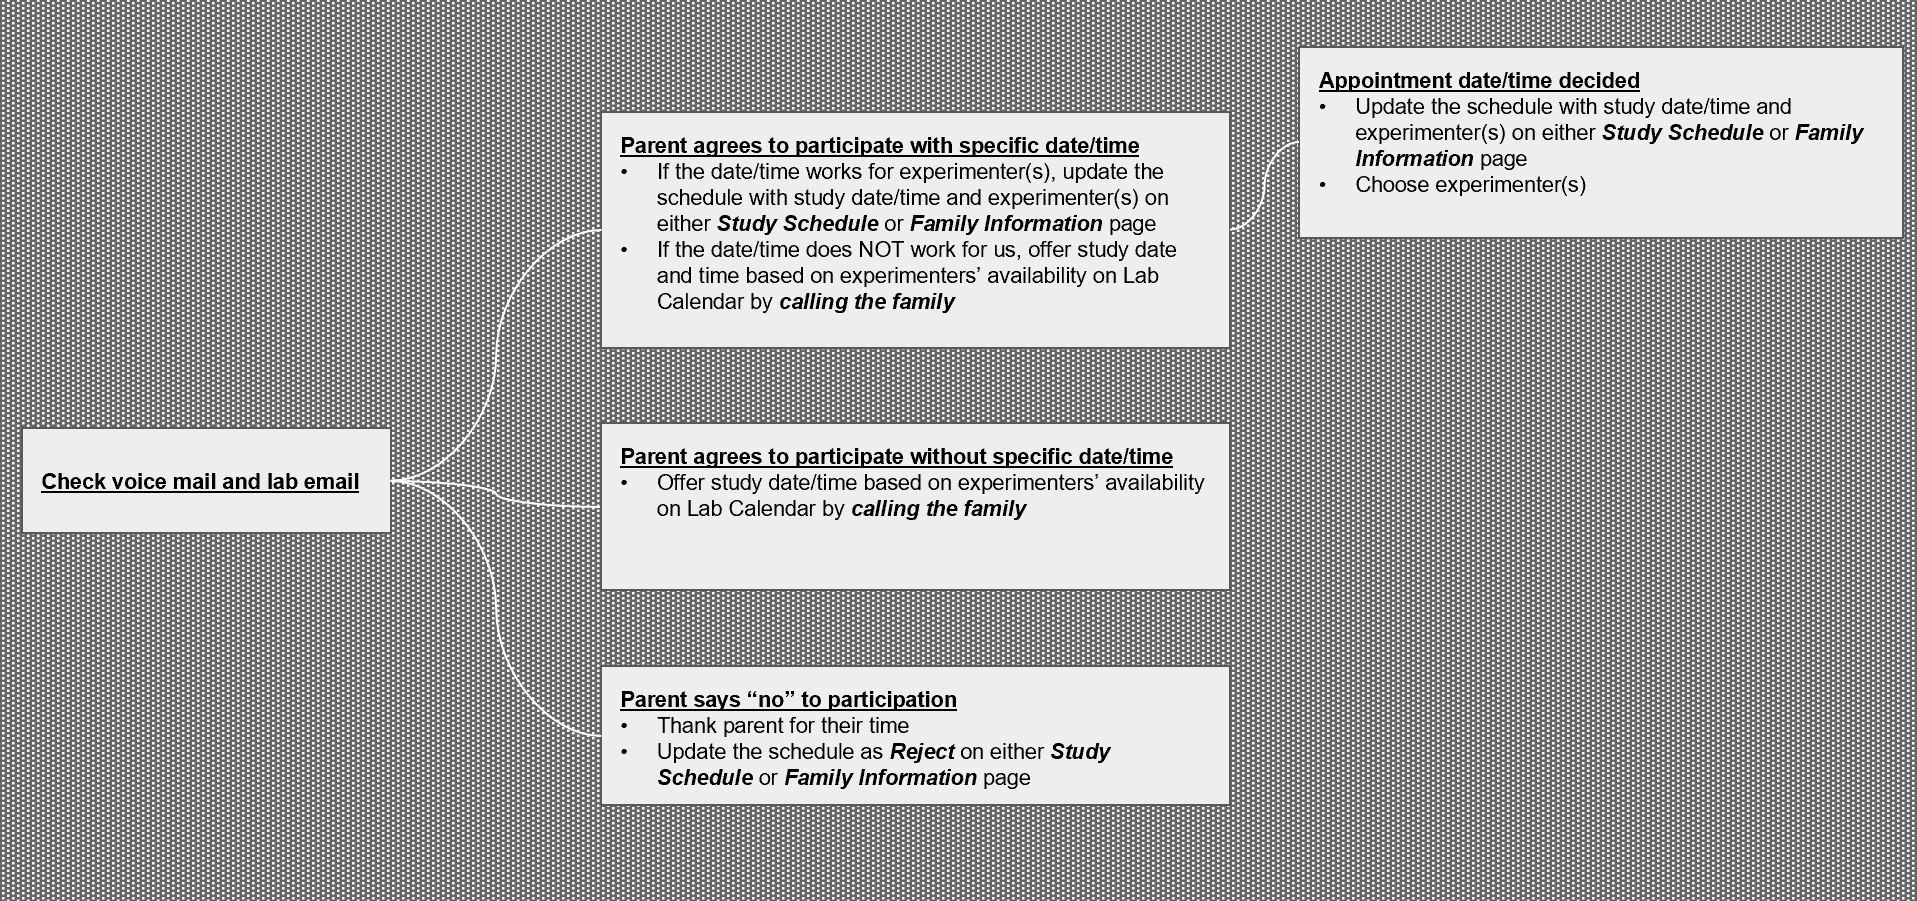 Check voice mail and lab email
Parent agrees to participate with specific date/time
• If the date/time works for experimenter(s), update the
schedule with study date/time and experimenter(s) on
either Study Schedule or Family Information page
• If the date/time does NOT work for us, offer study date
and time based on experimenters’ availability on Lab
Calendar by calling the family
Appointment date/time decided
• Update the schedule with study date/time and
experimenter(s) on either Study Schedule or Family
Information page
• Choose experimenter(s)
Parent agrees to participate without specific date/time
• Offer study date/time based on experimenters’ availability
on Lab Calendar by calling the family
Parent says “no” to participation
• Thank parent for their time
• Update the schedule as Reject on either Study
Schedule or Family Information page